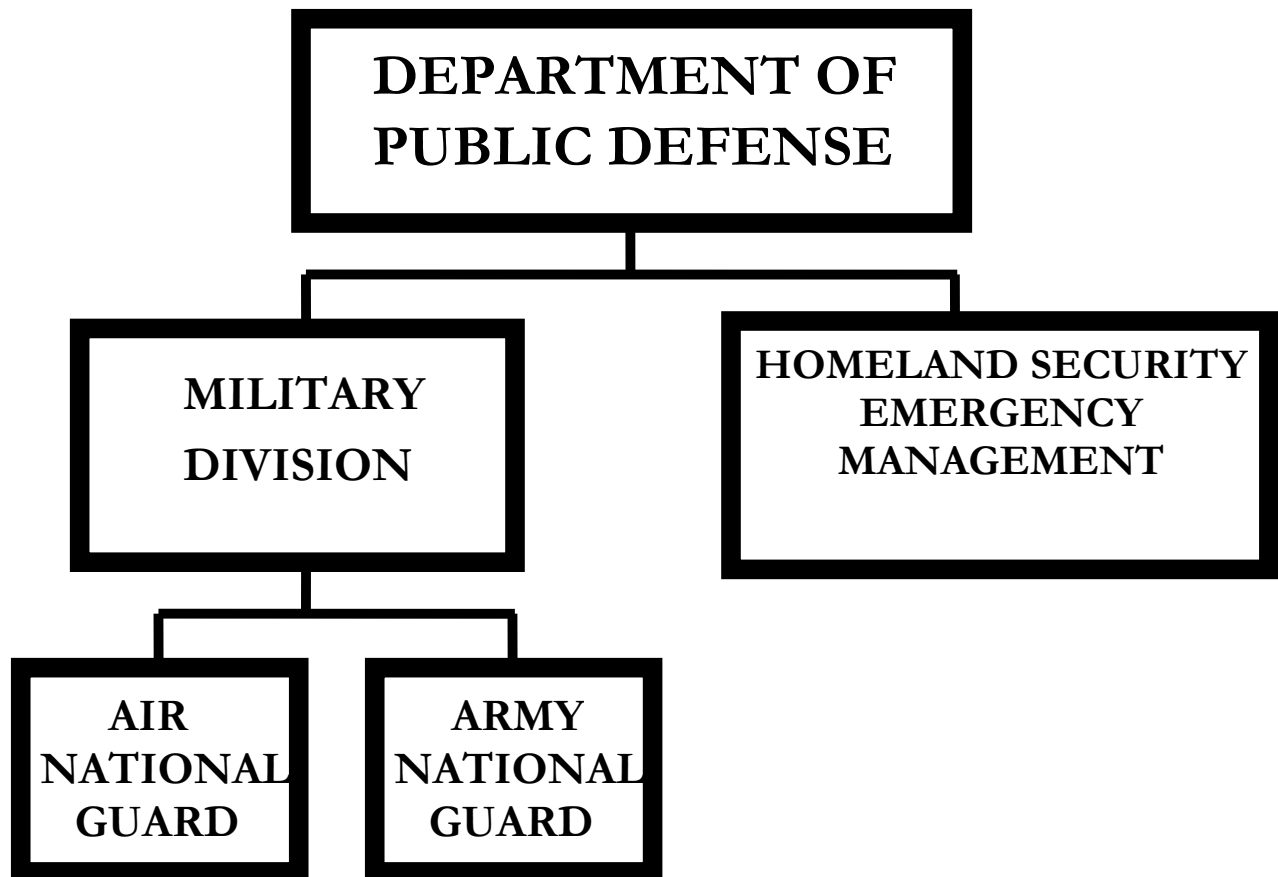 DEPARTMENT OF
PUBLIC DEFENSE
MILITARY
DIVISION
HOMELAND SECURITY
EMERGENCY
MANAGEMENT
AIR
NATIONAL
GUARD
ARMY
NATIONAL
GUARD